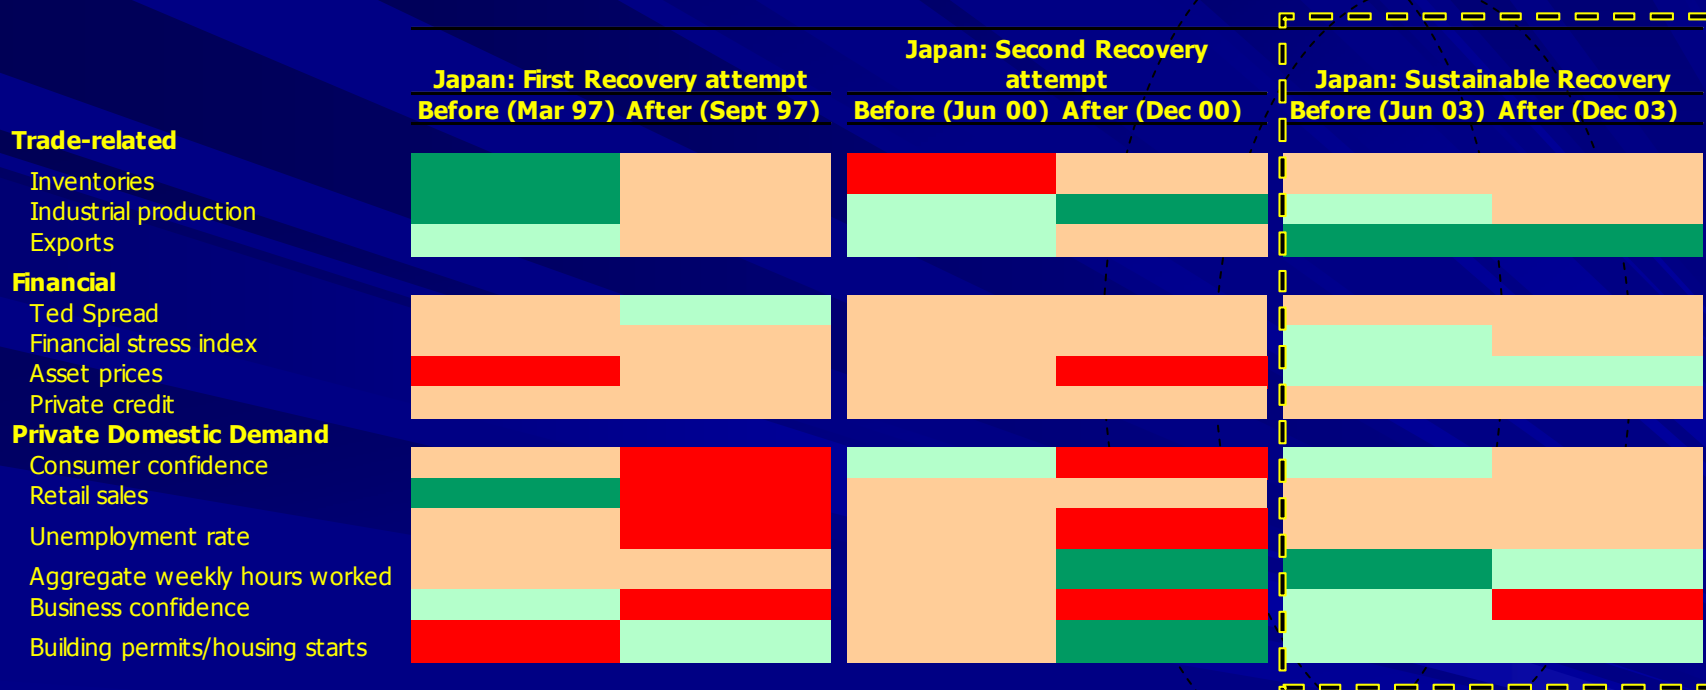 Japan: First Recovery attempt
Japan: Second Recovery
attempt
Japan: Sustainable Recovery
Before (Mar 97) After (Sept 97)
Before (Jun 00) After (Dec 00)
Before (Jun 03) After (Dec 03)
Trade-related
Inventories
Industrial production
Exports
Financial
Ted Spread
Financial stress index
Asset prices
Private credit
Private Domestic Demand
Consumer confidence
Retail sales
Unemployment rate
Aggregate weekly hours worked
Business confidence
Building permits/housing starts